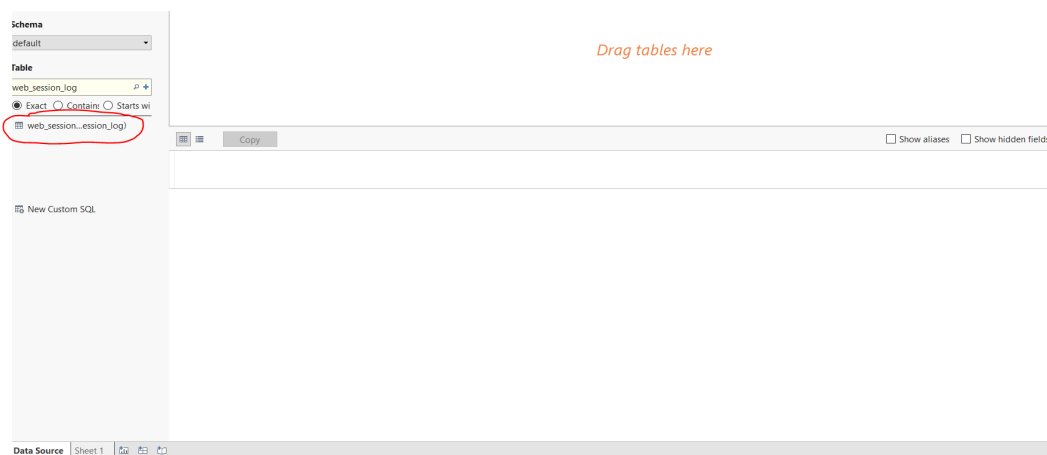 Schema
default
Table
web_session_log
Exact Contain: Starts wi
web_session...ession_log)
New Custom SQL
Drag tables here
Copy
Show aliases Show hidden fields
Data Source Sheet 1